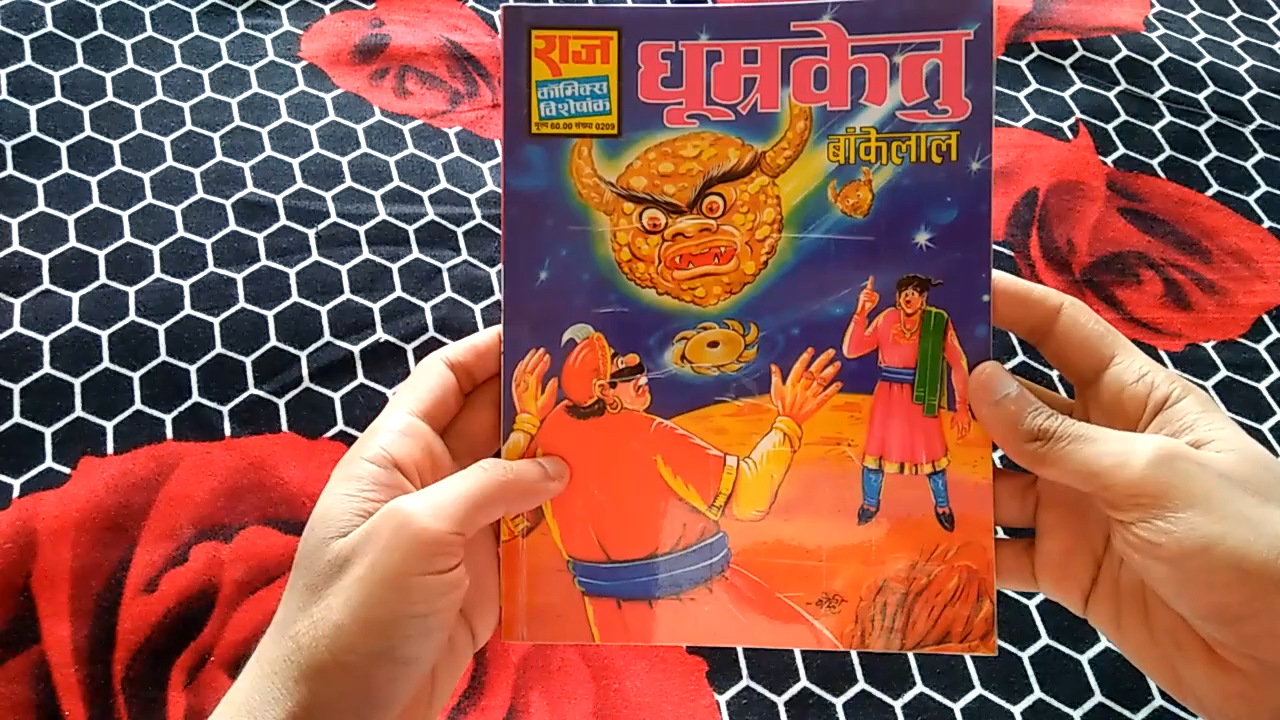 राज
कॉमिक्स
विशेषांक
मूल्य 60.00 संख्या 0209
धूम्रकेतु
बांकेलाल